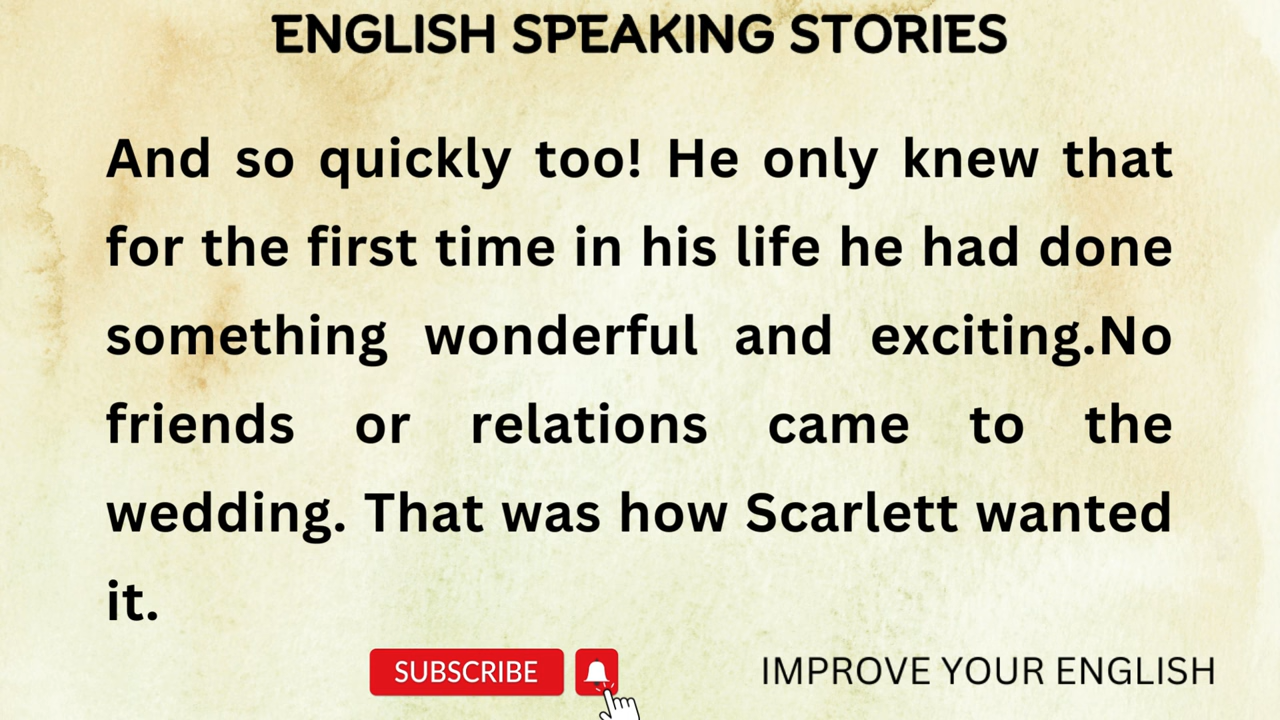 ENGLISH SPEAKING STORIES
And so quickly too! He only knew that
for the first time in his life he had done
something wonderful and exciting.No
friends or relations came to the
wedding. That was how Scarlett wanted
it.
SUBSCRIBE
IMPROVE YOUR ENGLISH